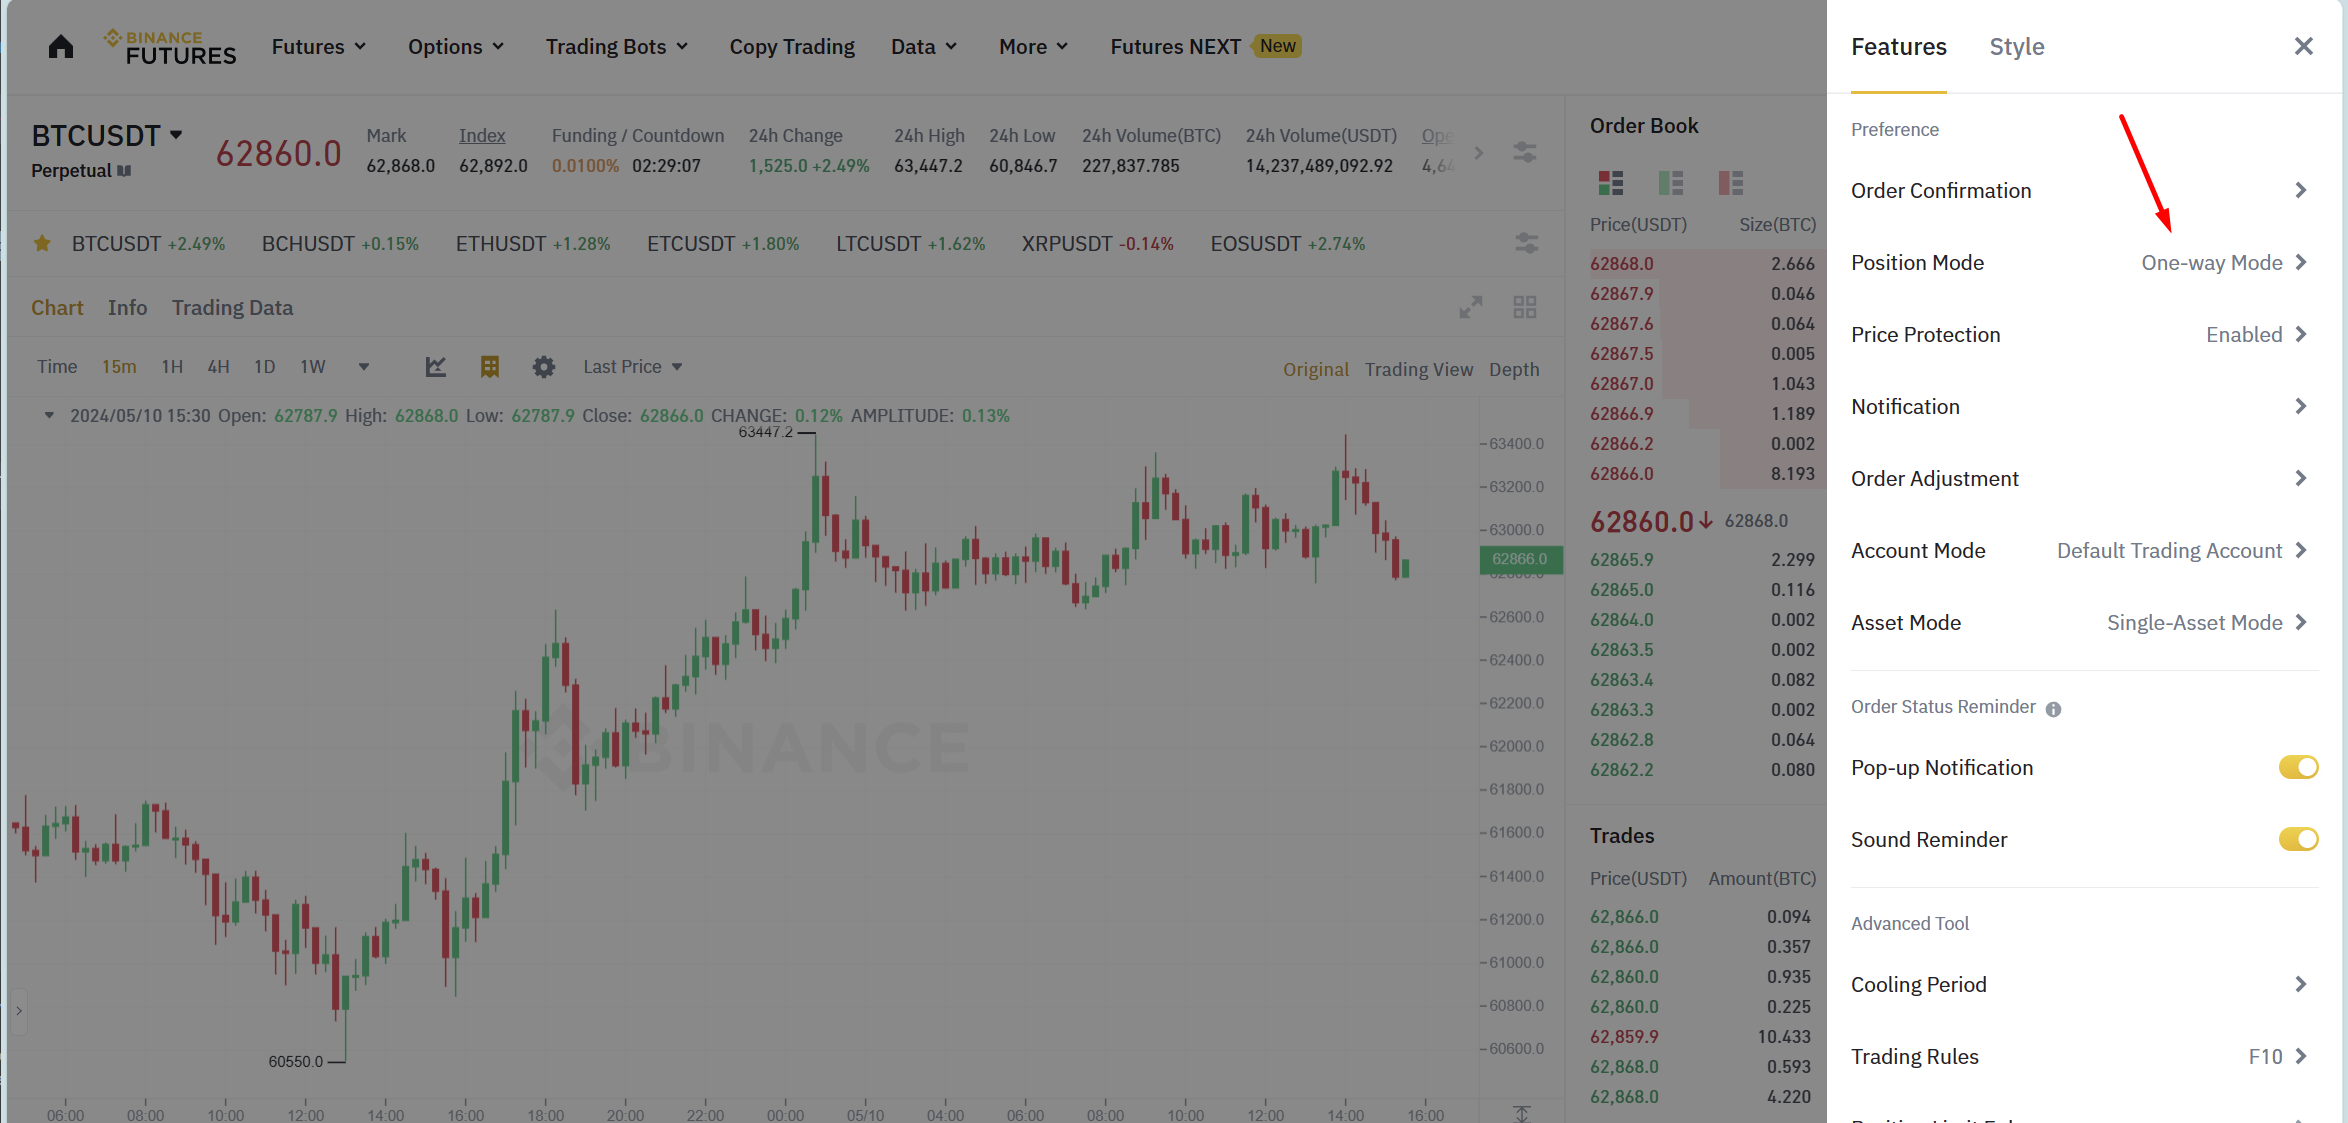 BINANCE
FUTURES
Futures
Options
Trading Bots
Copy Trading
Data
More
Futures NEXT New
BTCUSDT
Perpetual
62860.0
Mark
62,868.0
Index
62,892.0
Funding / Countdown
0.0100% 02:29:07
24h Change
1,525.0 +2.49%
24h High
63,447.2
24h Low
60,846.7
24h Volume(BTC)
227,837.785
24h Volume(USDT)
14,237,489,092.92
BTCUSDT +2.49%
BCHUSDT +0.15%
ETHUSDT +1.28%
ETCUSDT +1.80%
LTCUSDT +1.62%
XRPUSDT -0.14%
EOSUSDT +2.74%
Chart Info Trading Data
Time 15m 1H 4H 1D 1W Last Price
Original Trading View Depth
2024/05/10 15:30 Open: 62787.9 High: 62868.0 Low: 62787.9 Close: 62866.0 CHANGE: 0.12% AMPLITUDE: 0.13%
63447.2
60550.0
BINANCE
63400.0
63200.0
63000.0
62866.0
62600.0
62400.0
62200.0
62000.0
61800.0
61600.0
61400.0
61200.0
61000.0
60800.0
60600.0
06:00 08:00 10:00 12:00 14:00 16:00 18:00 20:00 22:00 00:00 05/10 04:00 06:00 08:00 10:00 12:00 14:00 16:00
Order Book
Price(USDT) Size(BTC)
62868.0 2.666
62867.9 0.046
62867.6 0.064
62867.5 0.005
62867.0 1.043
62866.9 1.189
62866.2 0.002
62866.0 8.193
62860.0 62868.0
62865.9 2.299
62865.0 0.116
62864.0 0.002
62863.5 0.002
62863.4 0.082
62863.3 0.002
62862.8 0.064
62862.2 0.080
Trades
Price(USDT) Amount(BTC)
62,866.0 0.094
62,866.0 0.357
62,860.0 0.935
62,860.0 0.225
62,859.9 10.433
62,868.0 0.593
62,868.0 4.220
Features Style
Preference
Order Confirmation
Position Mode One-way Mode
Price Protection Enabled
Notification
Order Adjustment
Account Mode Default Trading Account
Asset Mode Single-Asset Mode
Order Status Reminder
Pop-up Notification
Sound Reminder
Advanced Tool
Cooling Period
Trading Rules F10